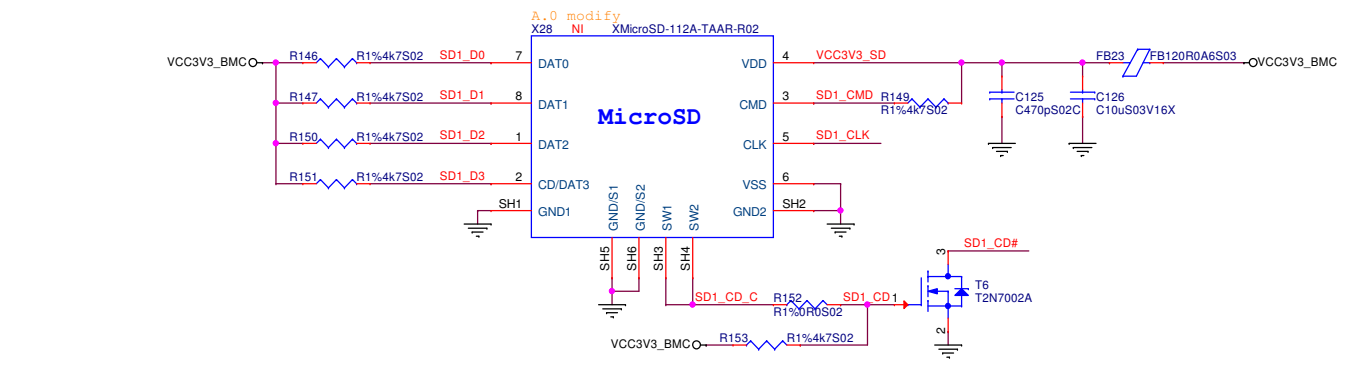 A.0 modify
X28 NI XMicroSD-112A-TAAR-R02
VCC3V3_BMC R146 R1%4k7S02 SD1_D0 7 DAT0 VDD 4 VCC3V3_SD FB23 FB120R0A6S03 VCC3V3_BMC
R147 R1%4k7S02 SD1_D1 8 DAT1 CMD 3 SD1_CMD R149 C125 C126
R1%4k7S02 C470pS02C C10uS03V16X
MicroSD
R150 R1%4k7S02 SD1_D2 1 DAT2 CLK 5 SD1_CLK
R151 R1%4k7S02 SD1_D3 2 CD/DAT3 VSS 6
SH1 GND1 GND/S1 GND/S2 SW1 SW2 GND2 SH2
SH5 SH6 SH3 SH4
3 SD1_CD#
SD1_CD_C R152 SD1_CD 1 T6
R1%0R0S02 T2N7002A
2
VCC3V3_BMC R153 R1%4k7S02